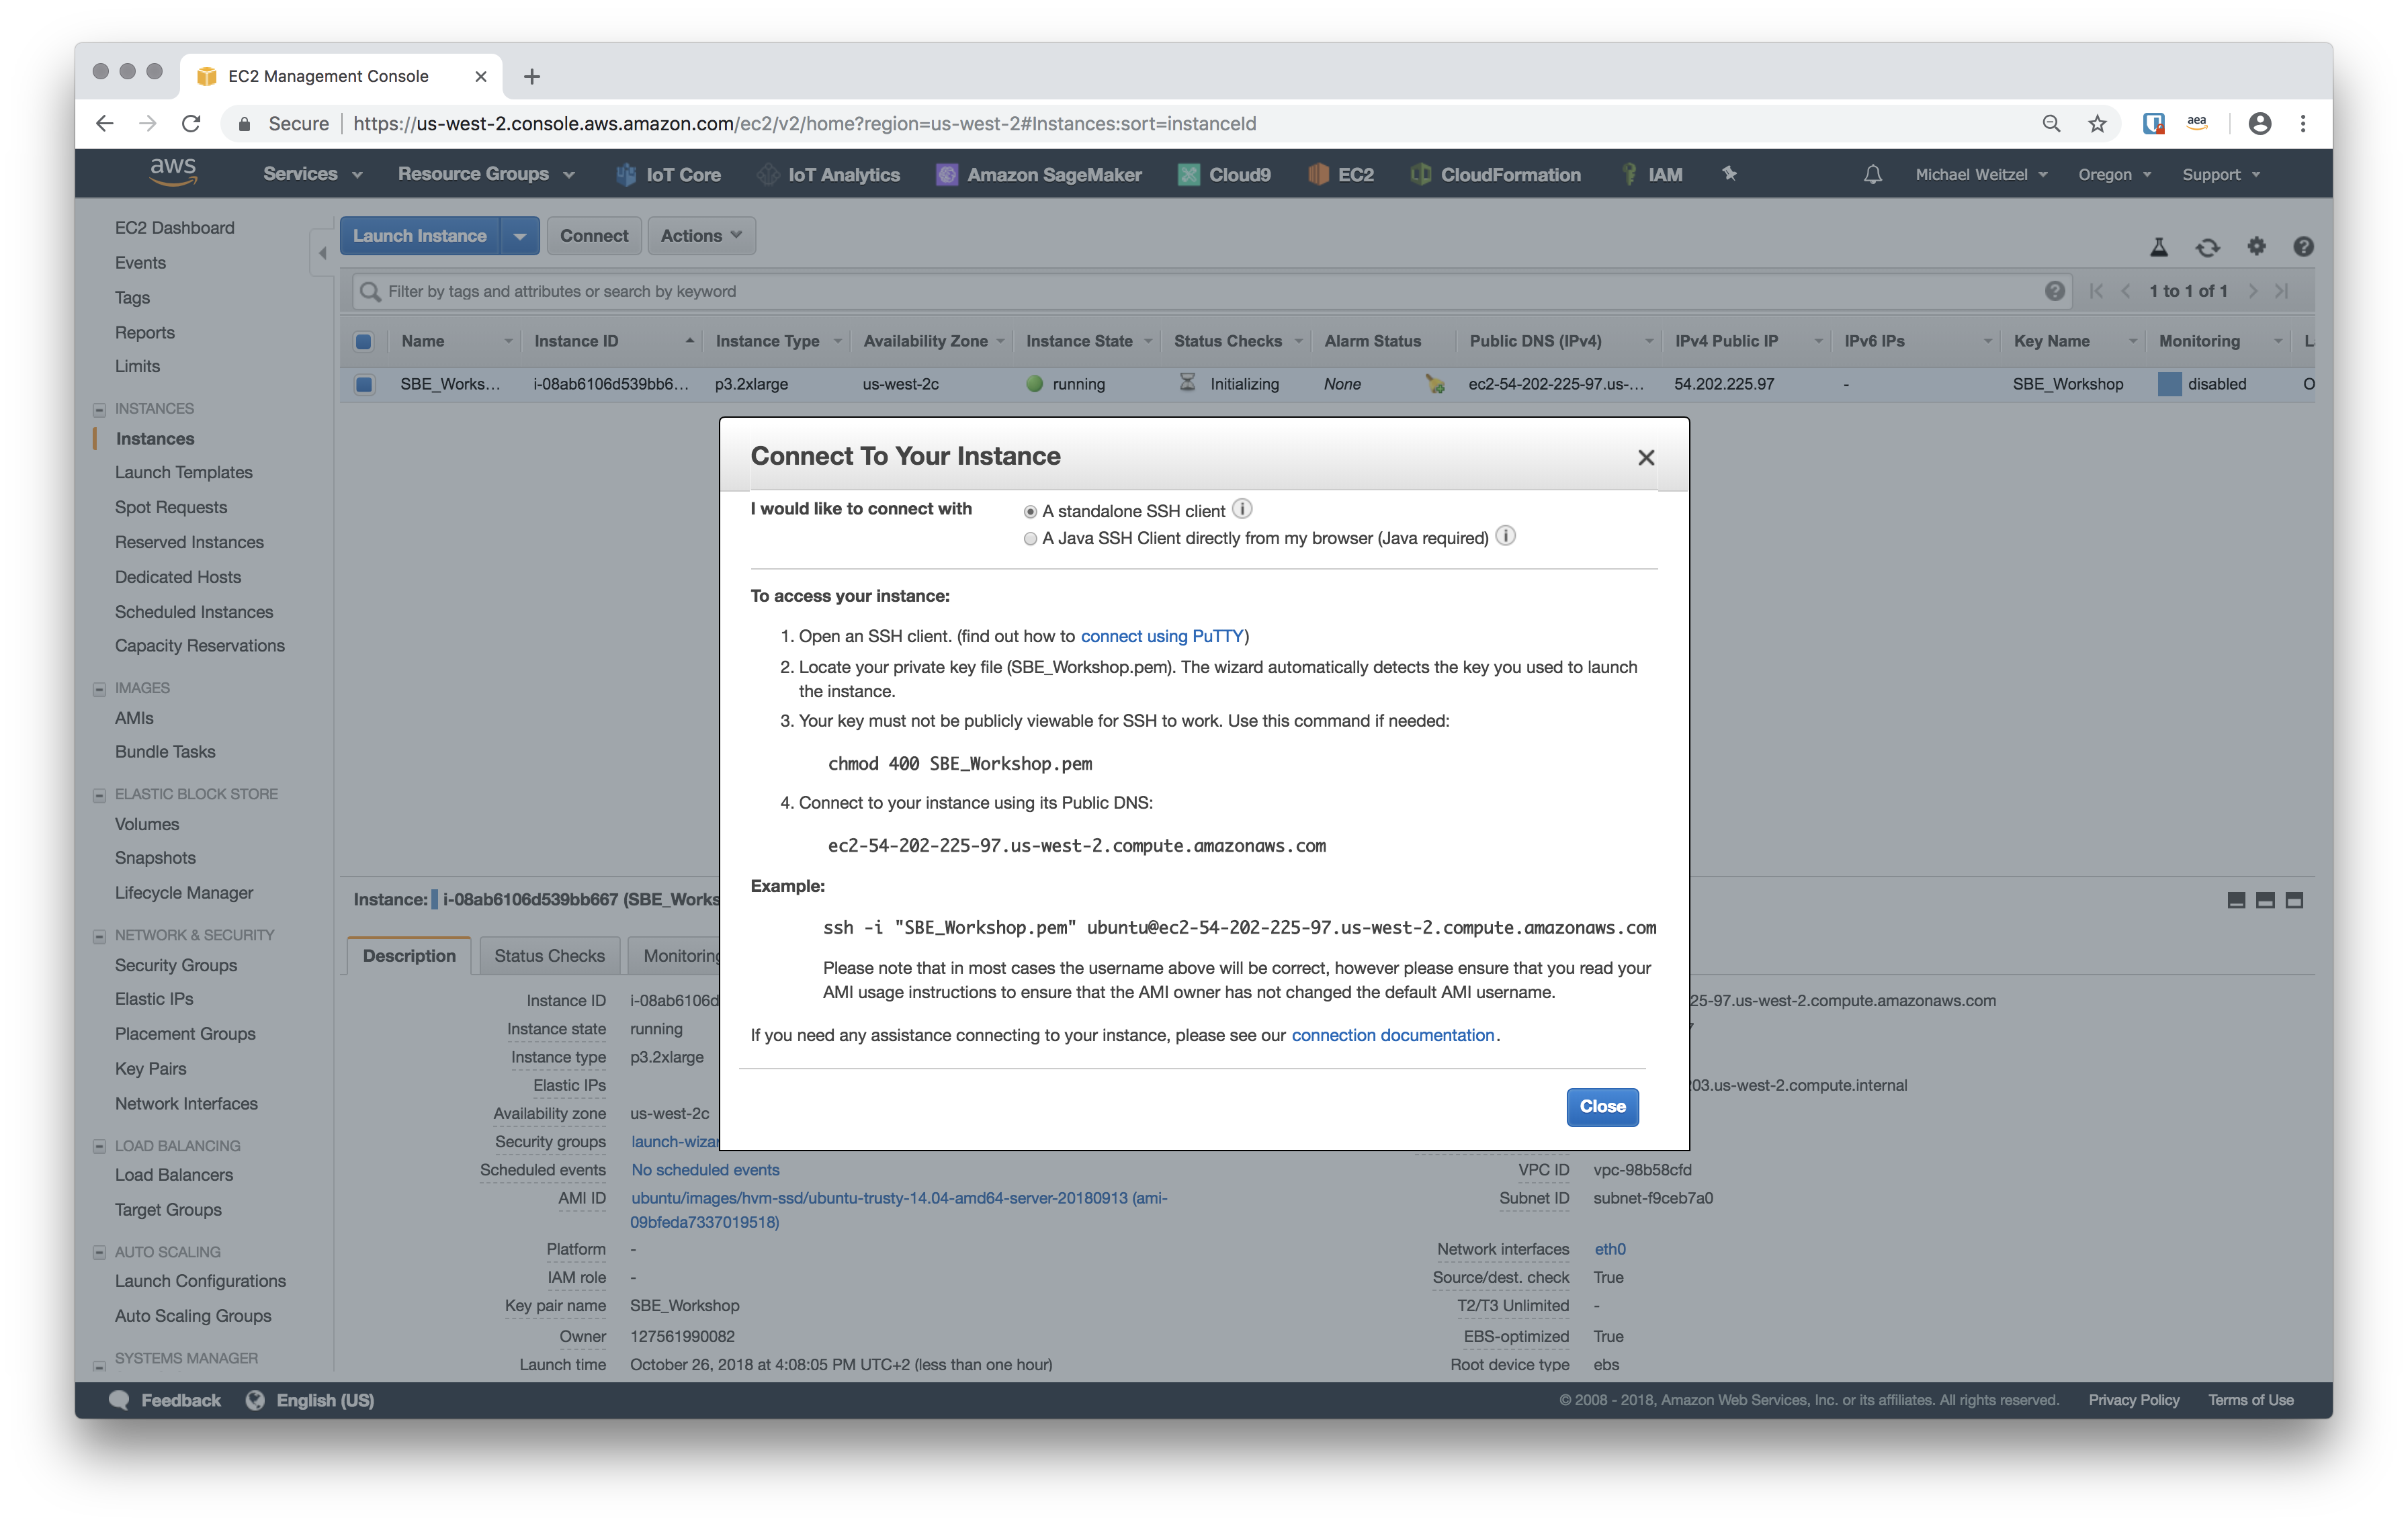 EC2 Management Console
Secure https://us-west-2.console.aws.amazon.com/ec2/v2/home?region=us-west-2#Instances:sort=instanceId
aea
aws Services Resource Groups IoT Core IoT Analytics Amazon SageMaker Cloud9 EC2 CloudFormation IAM Michael Weitzel Oregon Support
EC2 Dashboard
Events
Tags
Reports
Limits
INSTANCES
Instances
Launch Templates
Spot Requests
Reserved Instances
Dedicated Hosts
Scheduled Instances
Capacity Reservations
IMAGES
AMIs
Bundle Tasks
ELASTIC BLOCK STORE
Volumes
Snapshots
Lifecycle Manager
NETWORK & SECURITY
Security Groups
Elastic IPs
Placement Groups
Key Pairs
Network Interfaces
LOAD BALANCING
Load Balancers
Target Groups
AUTO SCALING
Launch Configurations
Auto Scaling Groups
SYSTEMS MANAGER
Launch Instance Connect Actions
Filter by tags and attributes or search by keyword
1 to 1 of 1
Name Instance ID Instance Type Availability Zone Instance State Status Checks Alarm Status Public DNS (IPv4) IPv4 Public IP IPv6 IPs Key Name Monitoring
SBE_Works... i-08ab6106d539bb6... p3.2xlarge us-west-2c running Initializing None ec2-54-202-225-97.us-... 54.202.225.97 - SBE_Workshop disabled
Connect To Your Instance
I would like to connect with
A standalone SSH client
A Java SSH Client directly from my browser (Java required)
To access your instance:
1. Open an SSH client. (find out how to connect using PuTTY)
2. Locate your private key file (SBE_Workshop.pem). The wizard automatically detects the key you used to launch
the instance.
3. Your key must not be publicly viewable for SSH to work. Use this command if needed:
chmod 400 SBE_Workshop.pem
4. Connect to your instance using its Public DNS:
ec2-54-202-225-97.us-west-2.compute.amazonaws.com
Example:
ssh -i "SBE_Workshop.pem" ubuntu@ec2-54-202-225-97.us-west-2.compute.amazonaws.com
Please note that in most cases the username above will be correct, however please ensure that you read your
AMI usage instructions to ensure that the AMI owner has not changed the default AMI username.
If you need any assistance connecting to your instance, please see our connection documentation.
Close
Instance: i-08ab6106d539bb667 (SBE_Works
Description Status Checks Monitoring
Instance ID i-08ab6106d
Instance state running
Instance type p3.2xlarge
Elastic IPs
Availability zone us-west-2c
Security groups launch-wizar
Scheduled events No scheduled events
AMI ID ubuntu/images/hvm-ssd/ubuntu-trusty-14.04-amd64-server-20180913 (ami-
09bfeda7337019518)
Platform -
IAM role -
Key pair name SBE_Workshop
Owner 127561990082
Launch time October 26, 2018 at 4:08:05 PM UTC+2 (less than one hour)
25-97.us-west-2.compute.amazonaws.com
03.us-west-2.compute.internal
VPC ID vpc-98b58cfd
Subnet ID subnet-f9ceb7a0
Network interfaces eth0
Source/dest. check True
T2/T3 Unlimited -
EBS-optimized True
Root device type ebs
Feedback English (US) © 2008 - 2018, Amazon Web Services, Inc. or its affiliates. All rights reserved. Privacy Policy Terms of Use